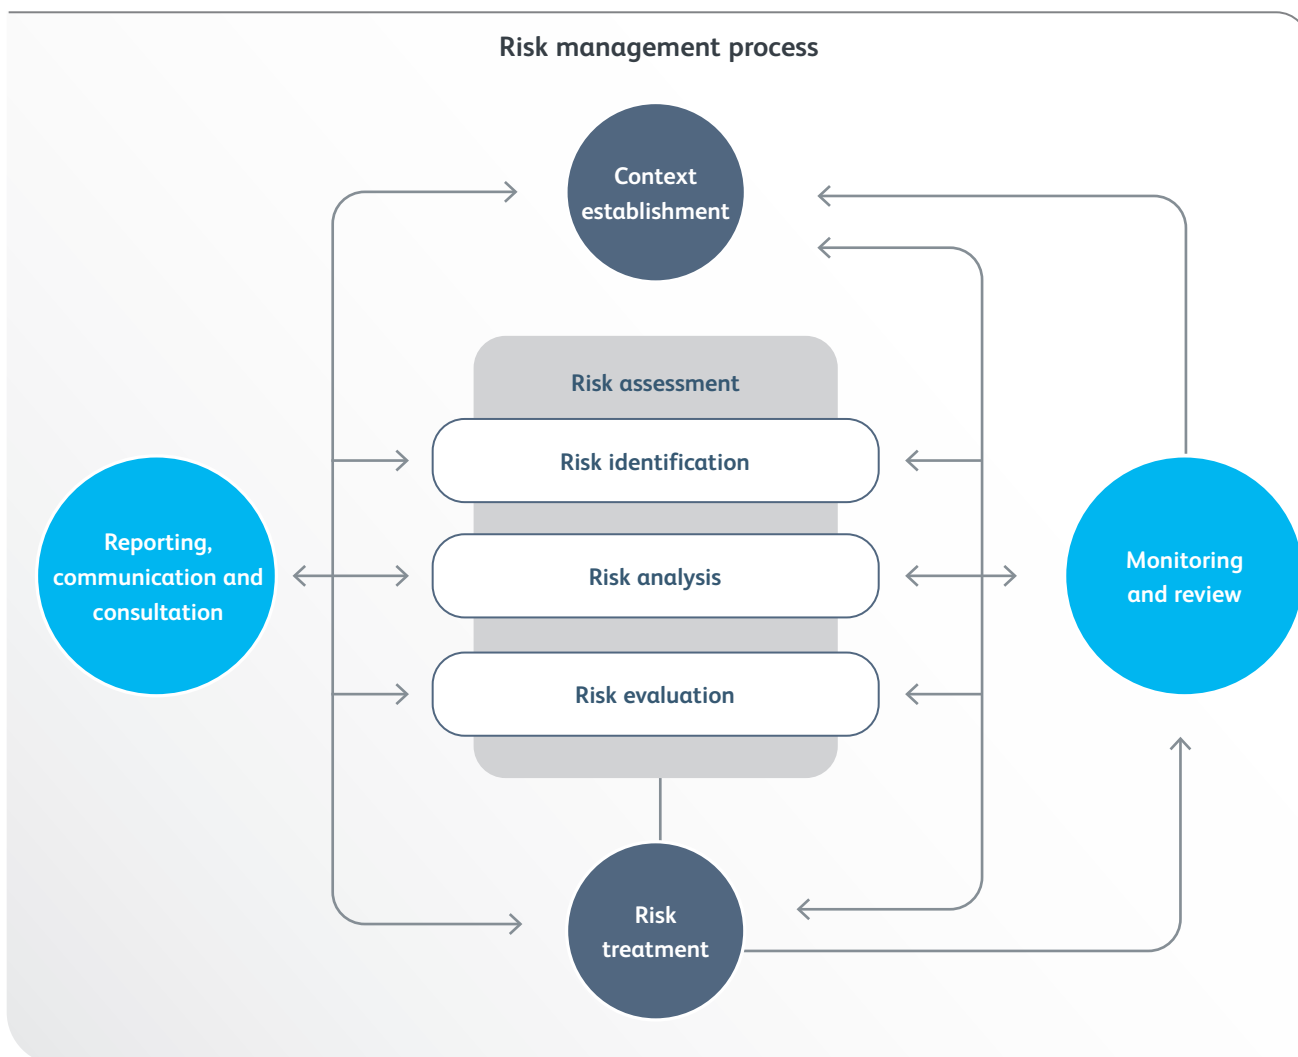 Risk management process
Context
establishment
Risk assessment
Risk identification
Reporting,
communication and
consultation
Risk analysis
Monitoring
and review
Risk evaluation
Risk
treatment